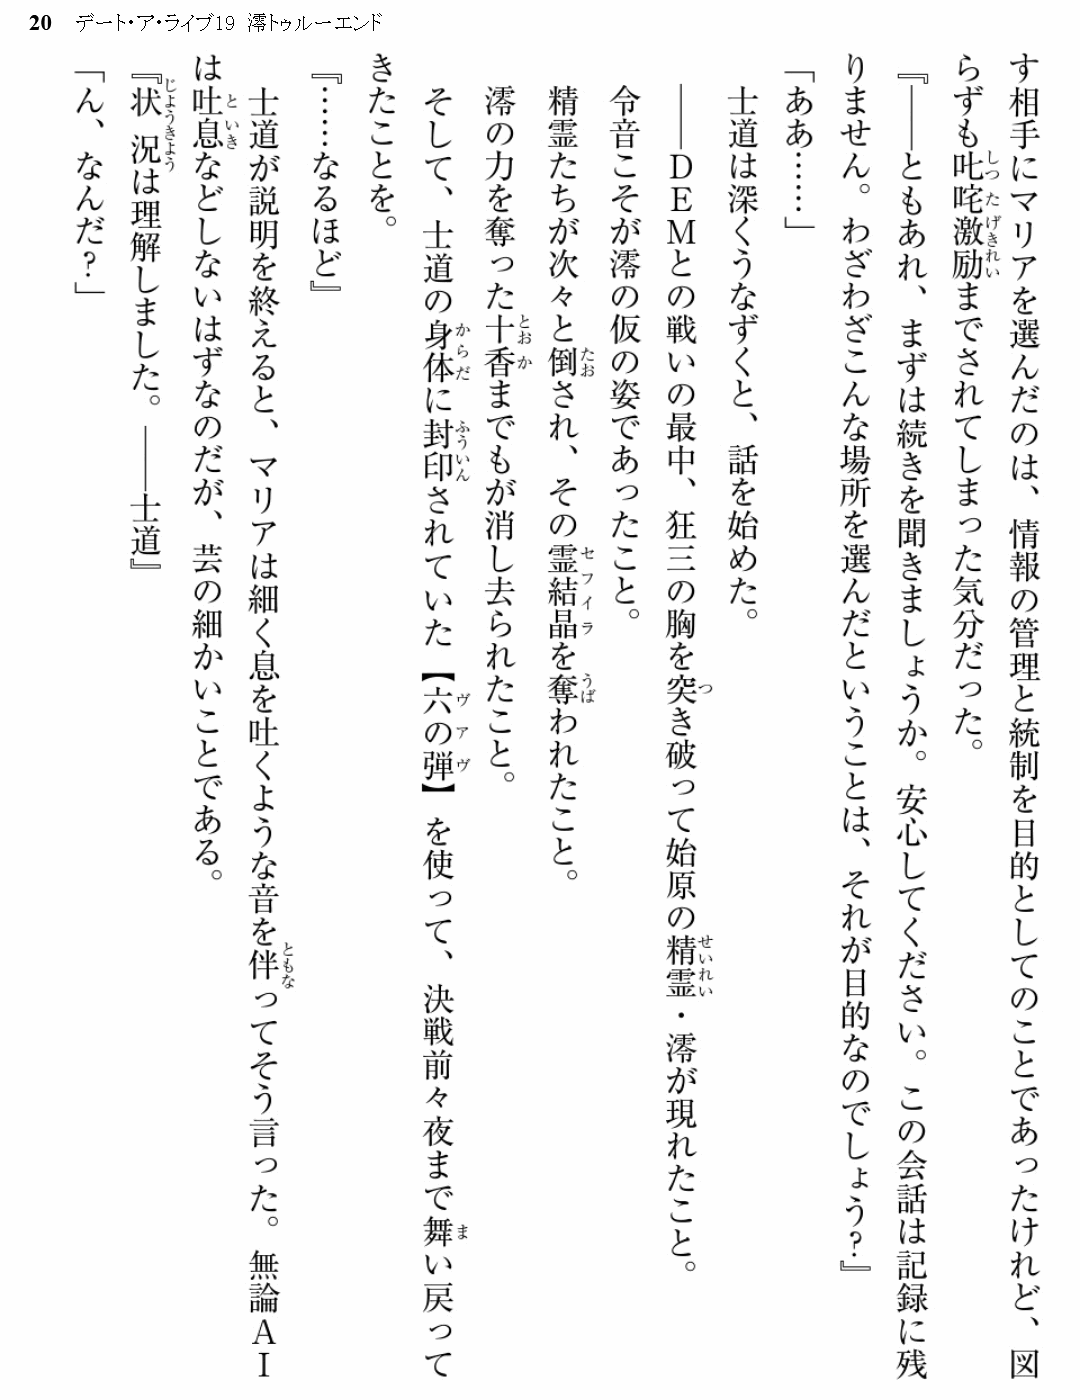 20 デート・ア・ライブ19 澪トゥルーエンド
す相手にマリアを選んだのは、情報の管理と統制を目的としてのことであったけれど、図
らずも叱咤激励までされてしまった気分だった。
『――ともあれ、まずは続きを聞きましょうか。安心してください。この会話は記録に残
りません。わざわざこんな場所を選んだということは、それが目的なのでしょう?』
「ああ……」
士道は深くうなずくと、話を始めた。
――DEMとの戦いの最中、狂三の胸を突き破って始原の精霊・澪が現れたこと。
令音こそが澪の仮の姿であったこと。
精霊たちが次々と倒され、その霊結晶を奪われたこと。
澪の力を奪った十香までもが消し去られたこと。
そして、士道の身体に封印されていた【六の弾】を使って、決戦前々夜まで舞い戻って
きたことを。
『……なるほど』
士道が説明を終えると、マリアは細く息を吐くような音を伴ってそう言った。無論AI
は吐息などしないはずなのだが、芸の細かいことである。
『状況は理解しました。――士道』
「ん、なんだ?」